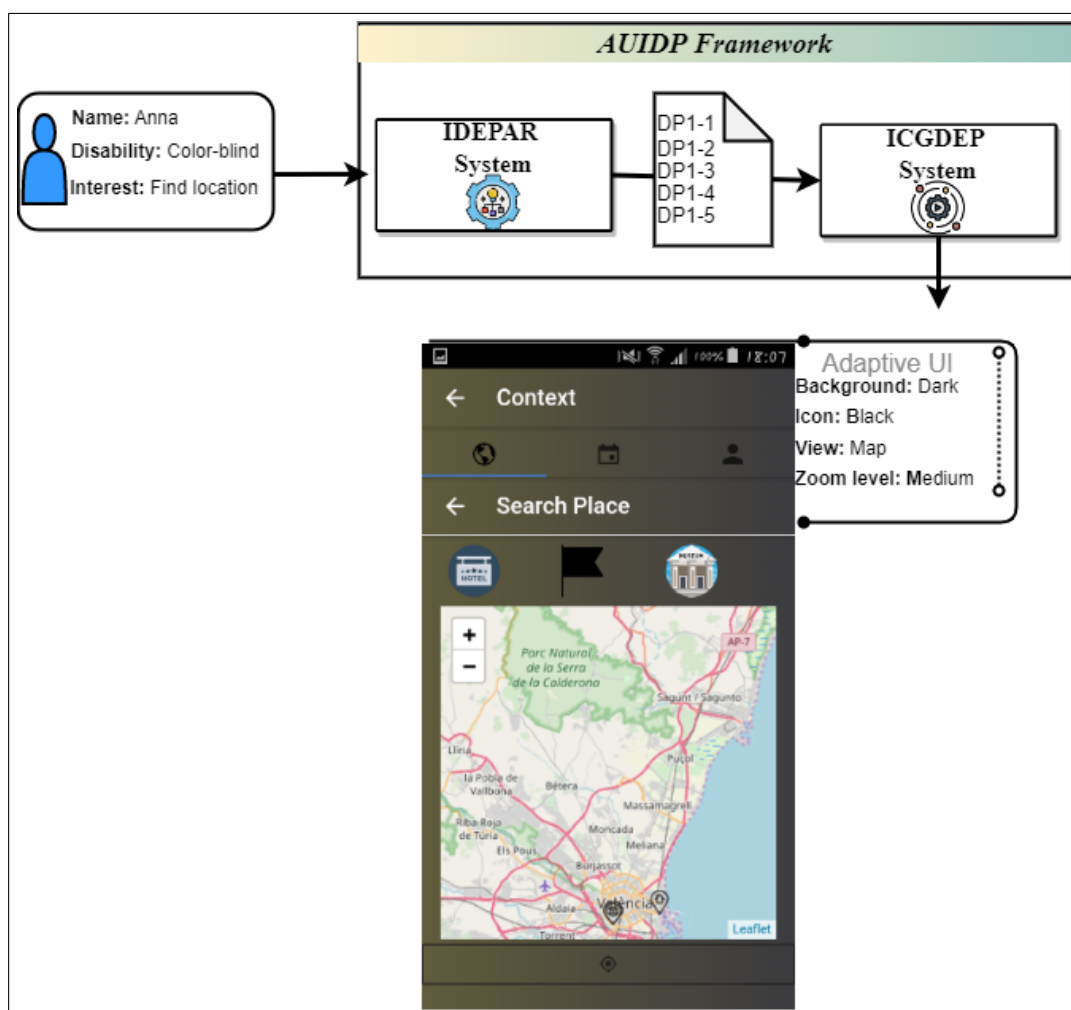 AUIDP Framework
Name: Anna
Disability: Color-blind
Interest: Find location
IDEPAR
System
DP1-1
DP1-2
DP1-3
DP1-4
DP1-5
ICGDEP
System
Adaptive UI
Background: Dark
Icon: Black
View: Map
Zoom level: Medium
100% 18:07
Context
Search Place
HOTEL
MUSEUM
+
−
AP-7
Parc Natural
de la Serra
de la Calderona
Sagunt / Sagunto
Puçol
Llíria
la Pobla de
Vallbona
Bétera
Massamagrell
Riba-Roja
de Túria
Moncada
Meliana
Els Pous
Burjassot
Aldaia
València
Torrent
Leaflet